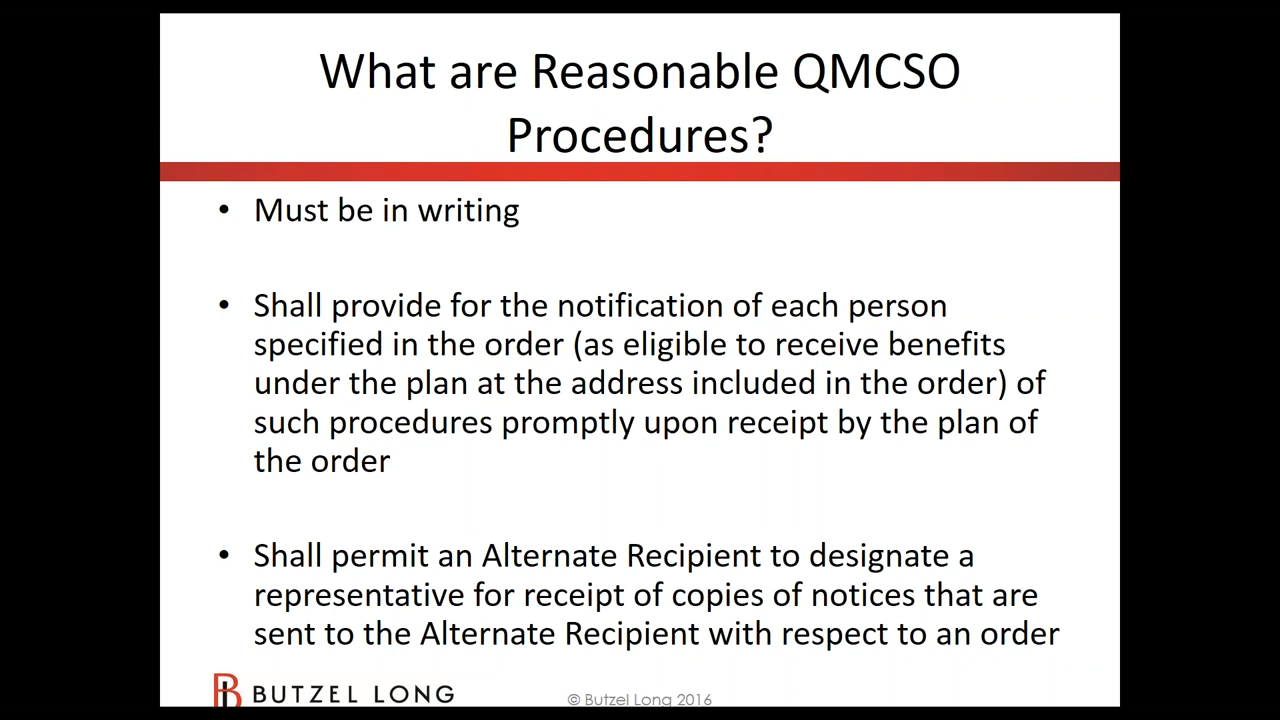 What are Reasonable QMCSO
Procedures?
• Must be in writing
• Shall provide for the notification of each person
specified in the order (as eligible to receive benefits
under the plan at the address included in the order) of
such procedures promptly upon receipt by the plan of
the order
• Shall permit an Alternate Recipient to designate a
representative for receipt of copies of notices that are
sent to the Alternate Recipient with respect to an order
BUTZEL LONG
© Butzel Long 2016